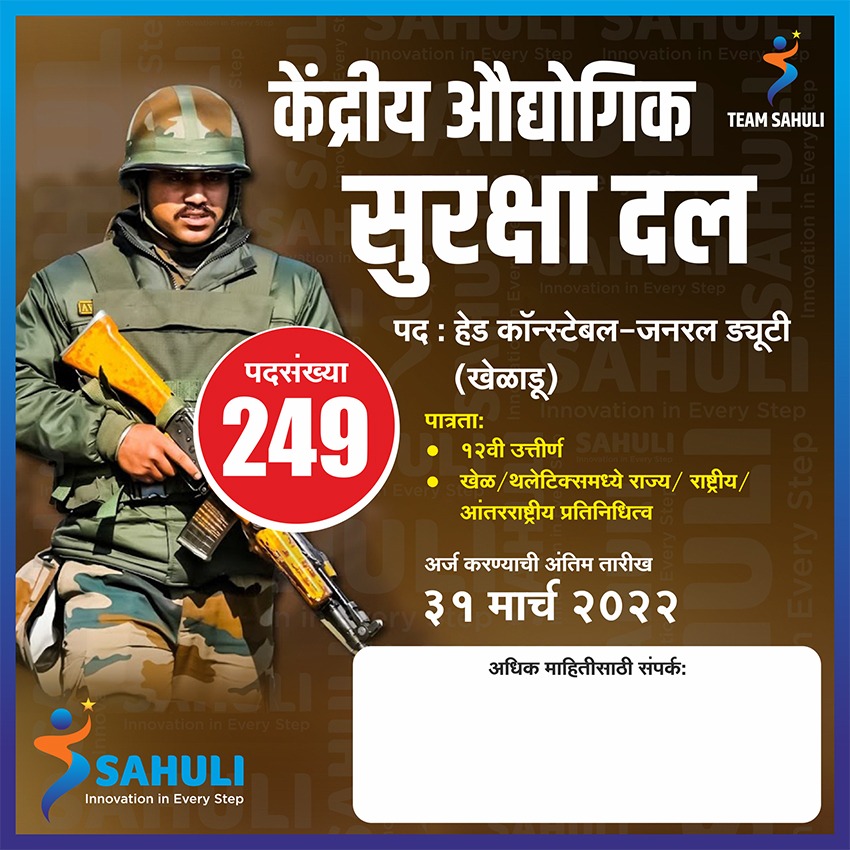 केंद्रीय औद्योगिक
सुरक्षा दल
TEAM SAHULI
पद : हेड कॉन्स्टेबल-जनरल ड्युटी
(खेळाडू)
पदसंख्या
249
पात्रता:
• १२वी उत्तीर्ण
• खेळ/थलेटिक्समध्ये राज्य/ राष्ट्रीय/
आंतरराष्ट्रीय प्रतिनिधित्व
अर्ज करण्याची अंतिम तारीख
३१ मार्च २०२२
अधिक माहितीसाठी संपर्क:
SAHULI
Innovation in Every Step